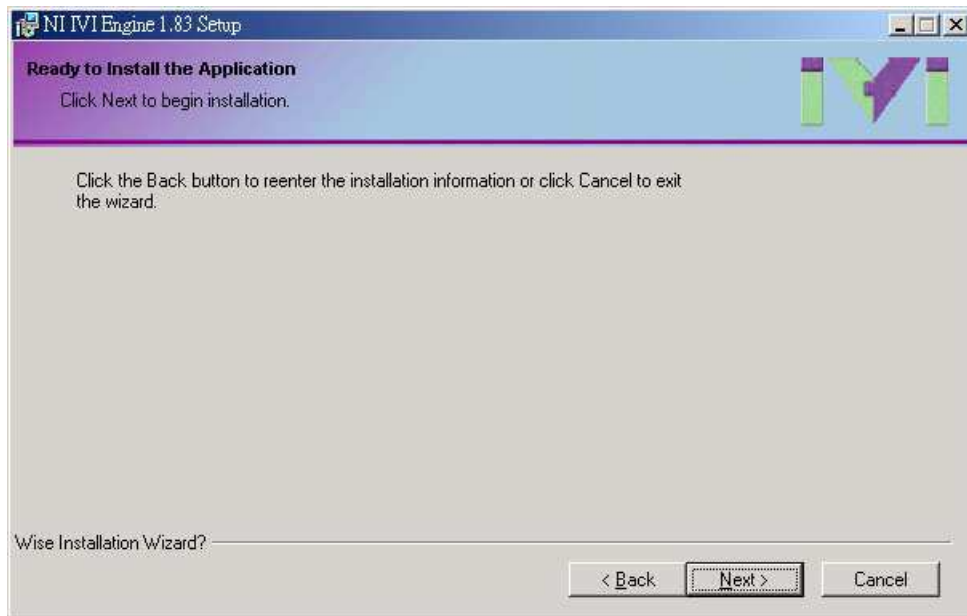 NI IVI Engine 1.83 Setup
Ready to Install the Application
Click Next to begin installation.
IVI
Click the Back button to reenter the installation information or click Cancel to exit
the wizard.
Wise Installation Wizard?
< Back
Next >
Cancel